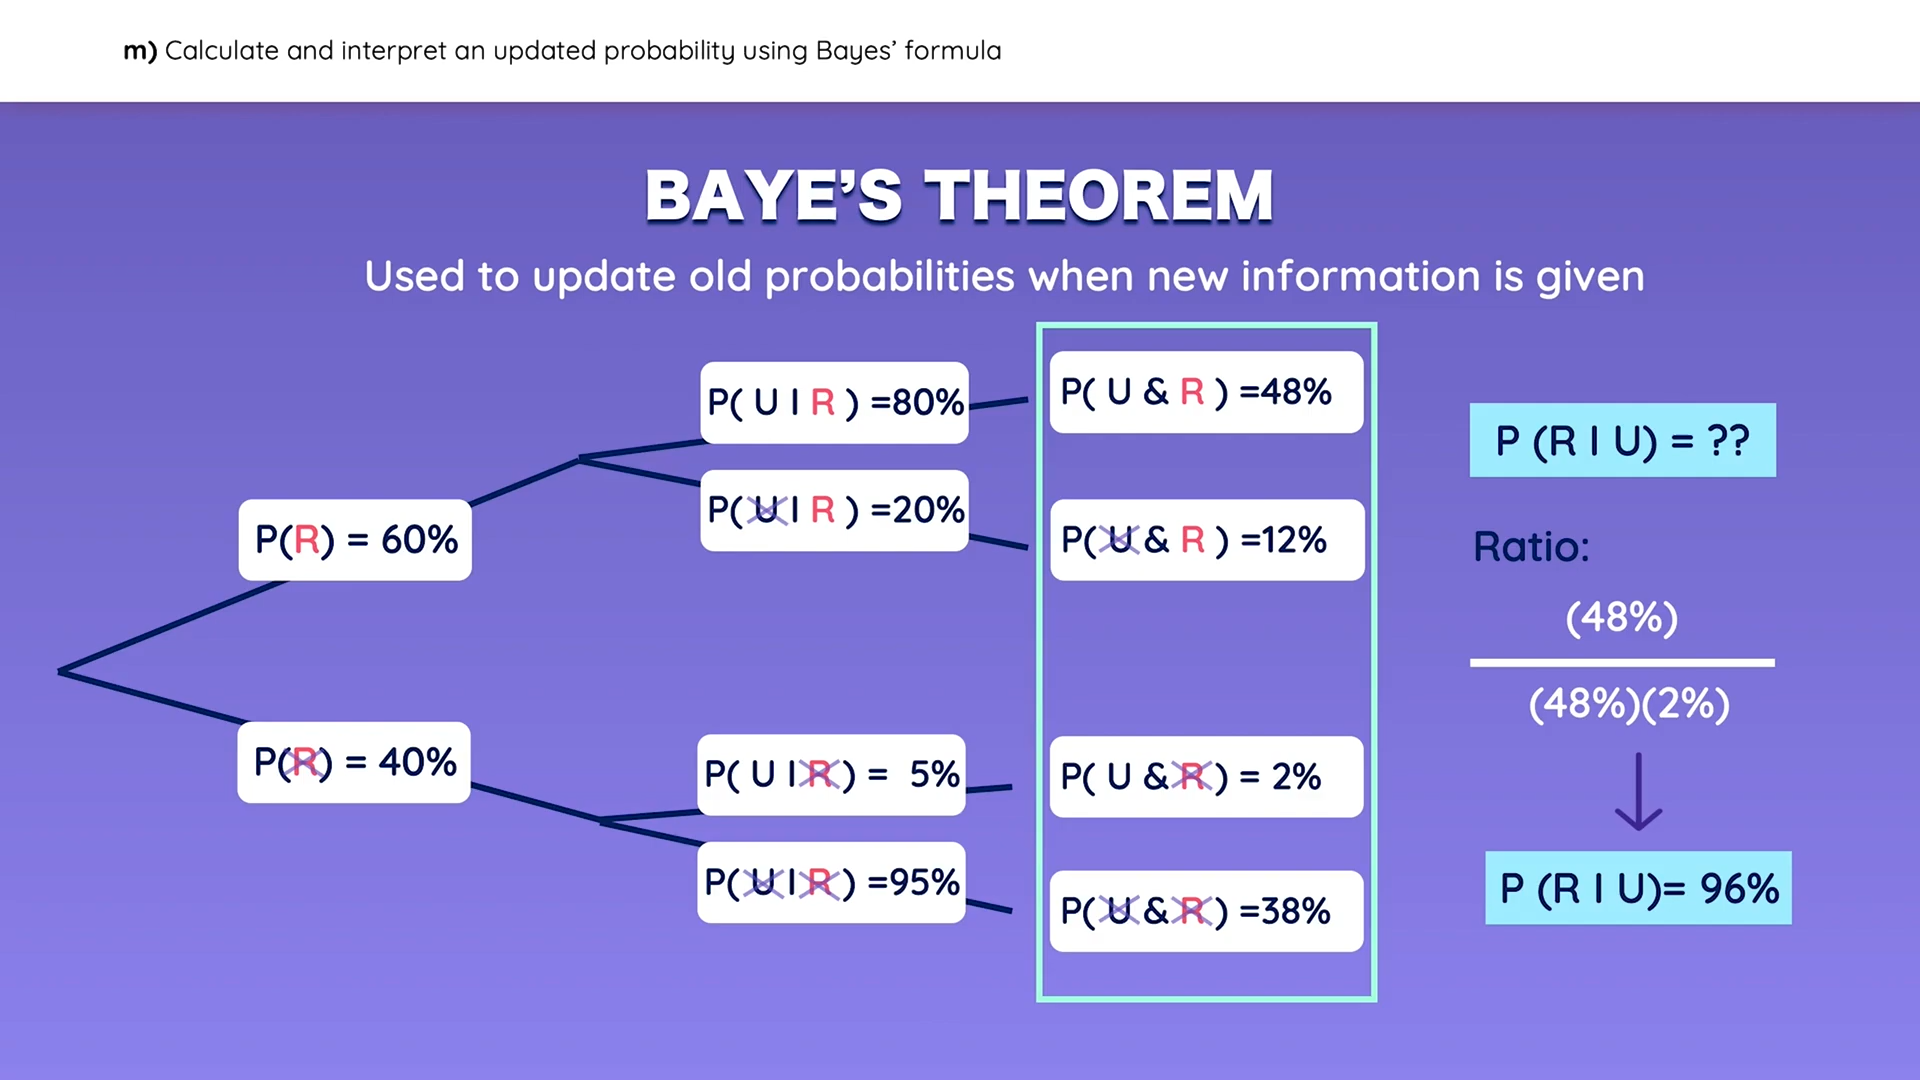 m) Calculate and interpret an updated probability using Bayes’ formula
BAYE’S THEOREM
Used to update old probabilities when new information is given
P(R) = 60%
P(R) = 40%
P( U I R ) =80%
P( U I R ) =20%
P( U I R ) = 5%
P( U I R ) =95%
P( U & R ) =48%
P( U & R ) =12%
P( U & R ) = 2%
P( U & R ) =38%
P (R I U) = ??
Ratio:
(48%)
(48%)(2%)
P (R I U)= 96%